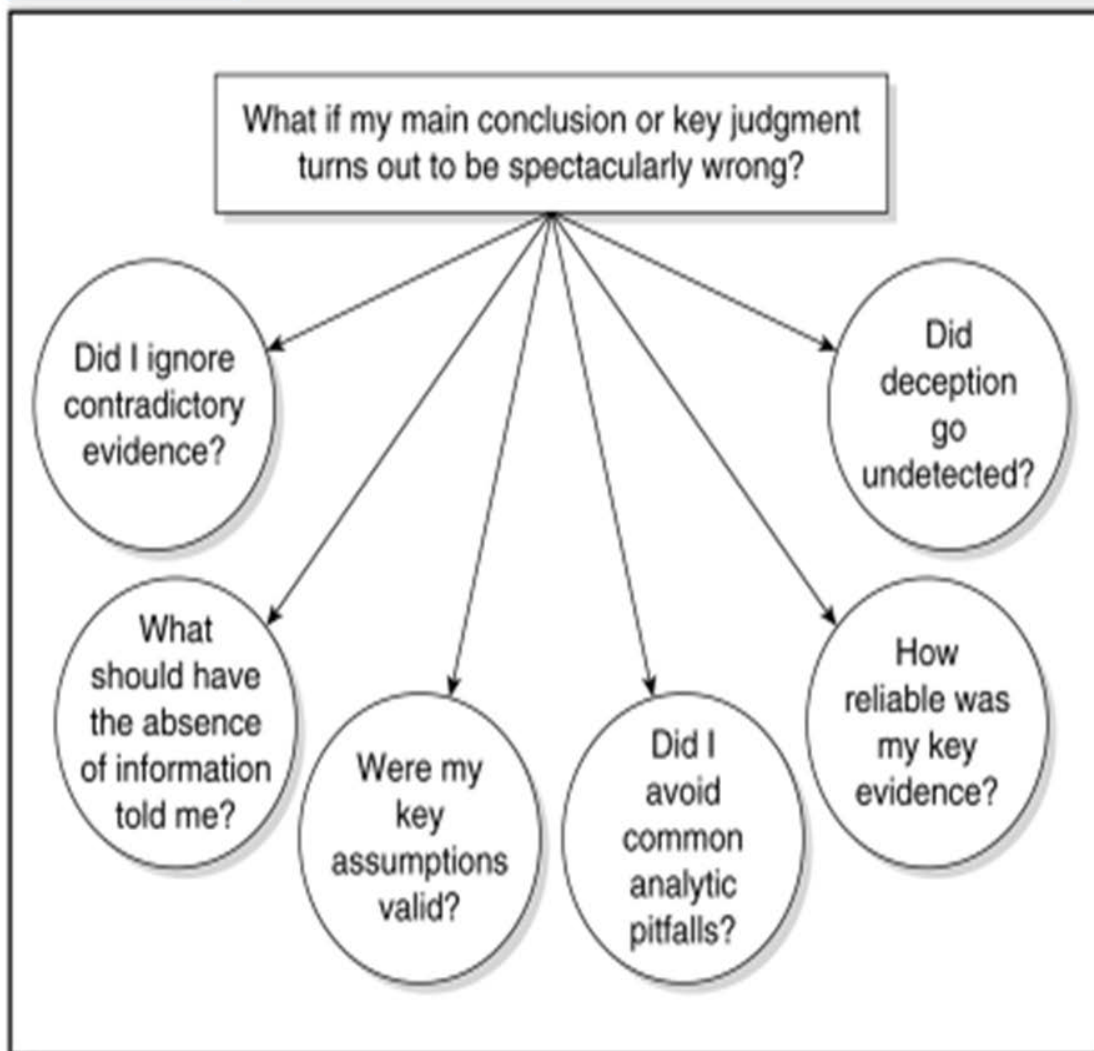 What if my main conclusion or key judgment
turns out to be spectacularly wrong?
Did I ignore
contradictory
evidence?
What
should have
the absence
of information
told me?
Were my
key
assumptions
valid?
Did I
avoid
common
analytic
pitfalls?
How
reliable was
my key
evidence?
Did
deception
go
undetected?